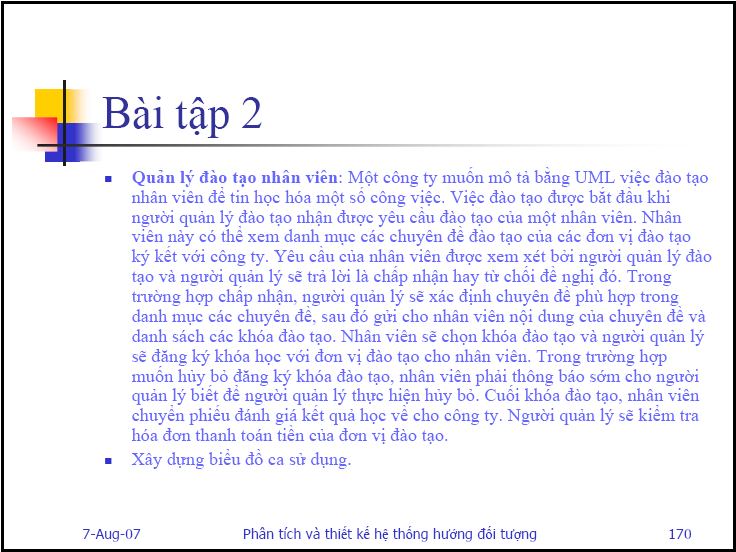 Bài tập 2
Quản lý đào tạo nhân viên: Một công ty muốn mô tả bằng UML việc đào tạo
nhân viên để tin học hóa một số công việc. Việc đào tạo được bắt đầu khi
người quản lý đào tạo nhận được yêu cầu đào tạo của một nhân viên. Nhân
viên này có thể xem danh mục các chuyên đề đào tạo của các đơn vị đào tạo
ký kết với công ty. Yêu cầu của nhân viên được xem xét bởi người quản lý đào
tạo và người quản lý sẽ trả lời là chấp nhận hay từ chối đề nghị đó. Trong
trường hợp chấp nhận, người quản lý sẽ xác định chuyên đề phù hợp trong
danh mục các chuyên đề, sau đó gửi cho nhân viên nội dung của chuyên đề và
danh sách các khóa đào tạo. Nhân viên sẽ chọn khóa đào tạo và người quản lý
sẽ đăng ký khóa học với đơn vị đào tạo cho nhân viên. Trong trường hợp
muốn hủy bỏ đăng ký khóa đào tạo, nhân viên phải thông báo sớm cho người
quản lý biết để người quản lý thực hiện hủy bỏ. Cuối khóa đào tạo, nhân viên
chuyển phiếu đánh giá kết quả học về cho công ty. Người quản lý sẽ kiểm tra
hóa đơn thanh toán tiền của đơn vị đào tạo.
Xây dựng biểu đồ ca sử dụng.
7-Aug-07 Phân tích và thiết kế hệ thống hướng đối tượng 170